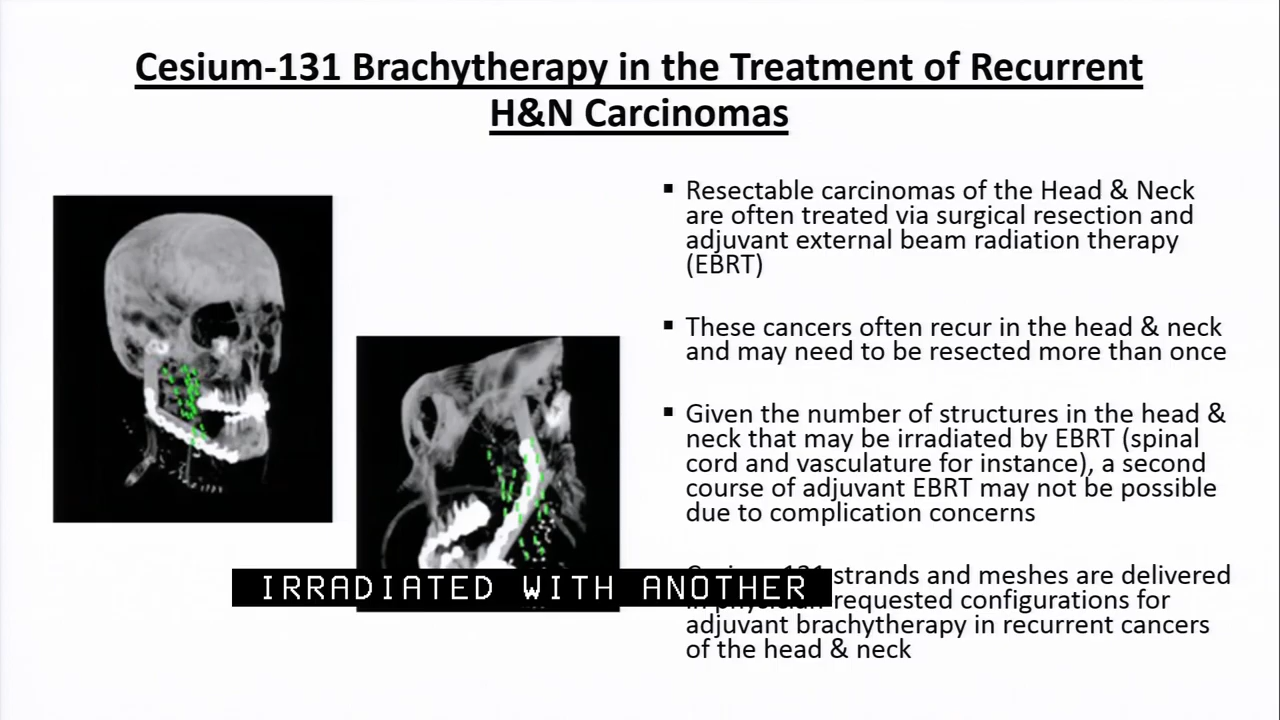 Cesium-131 Brachytherapy in the Treatment of Recurrent
H&N Carcinomas
▪ Resectable carcinomas of the Head & Neck
are often treated via surgical resection and
adjuvant external beam radiation therapy
(EBRT)
▪ These cancers often recur in the head & neck
and may need to be resected more than once
▪ Given the number of structures in the head &
neck that may be irradiated by EBRT (spinal
cord and vasculature for instance), a second
course of adjuvant EBRT may not be possible
due to complication concerns
strands and meshes are delivered
requested configurations for
adjuvant brachytherapy in recurrent cancers
of the head & neck
IRRADIATED WITH ANOTHER